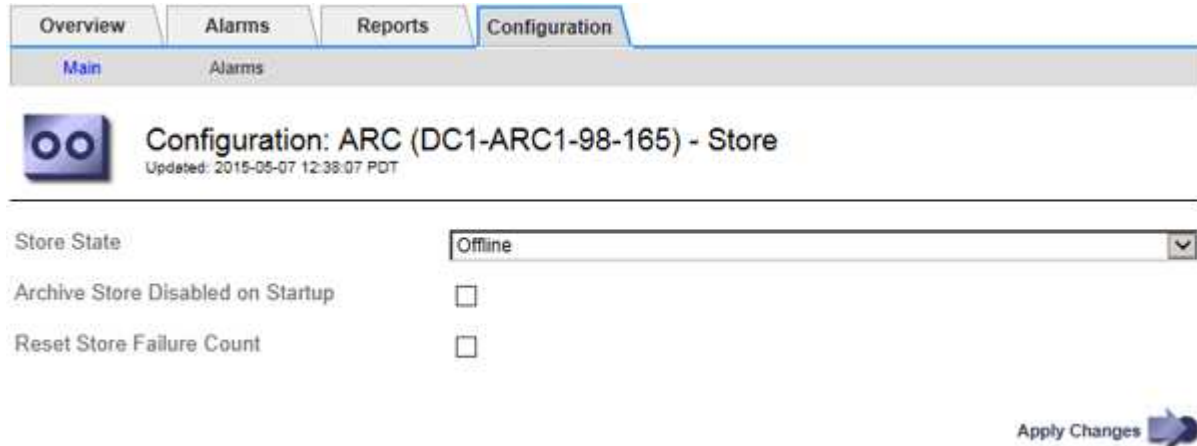 Overview Alarms Reports Configuration
Main Alarms
Configuration: ARC (DC1-ARC1-98-165) - Store
Updated: 2015-05-07 12:38:07 PDT
Store State Offline
Archive Store Disabled on Startup
Reset Store Failure Count
Apply Changes